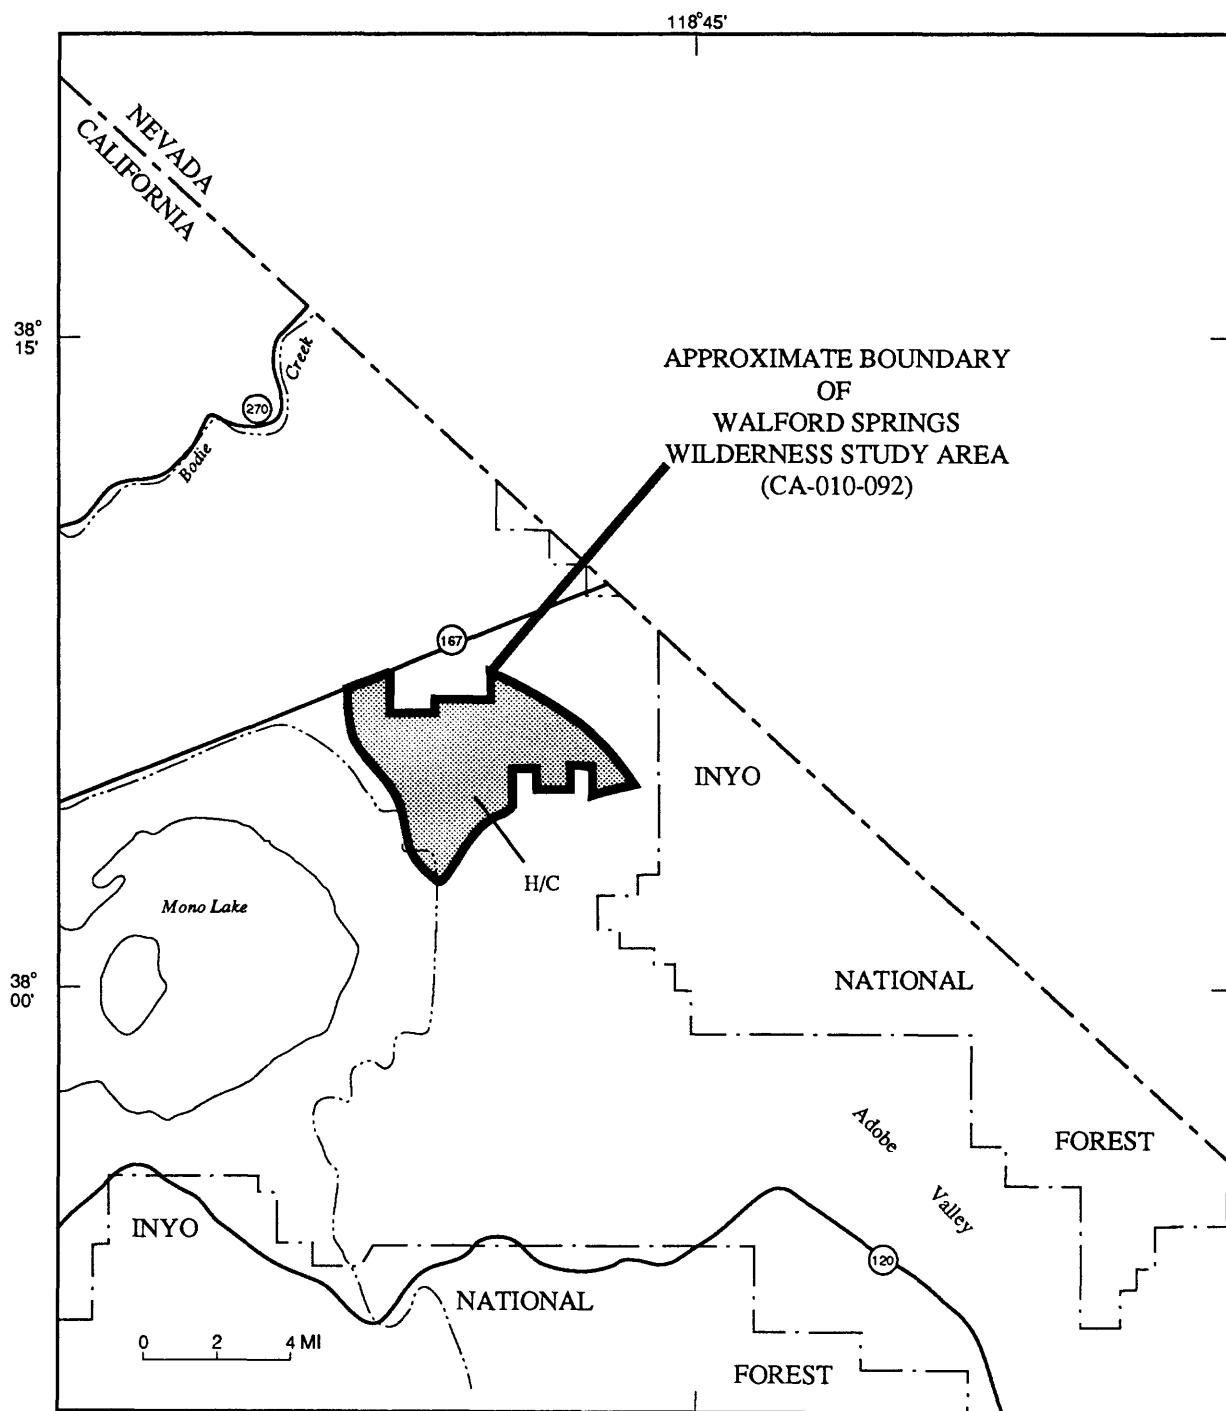 118°45'
NEVADA
CALIFORNIA
38°
15'
Creek
270
Bodie
APPROXIMATE BOUNDARY
OF
WALFORD SPRINGS
WILDERNESS STUDY AREA
(CA-010-092)
167
INYO
H/C
Mono Lake
38°
00'
NATIONAL
Adobe
FOREST
Valley
INYO
120
NATIONAL
0 2 4 MI
FOREST